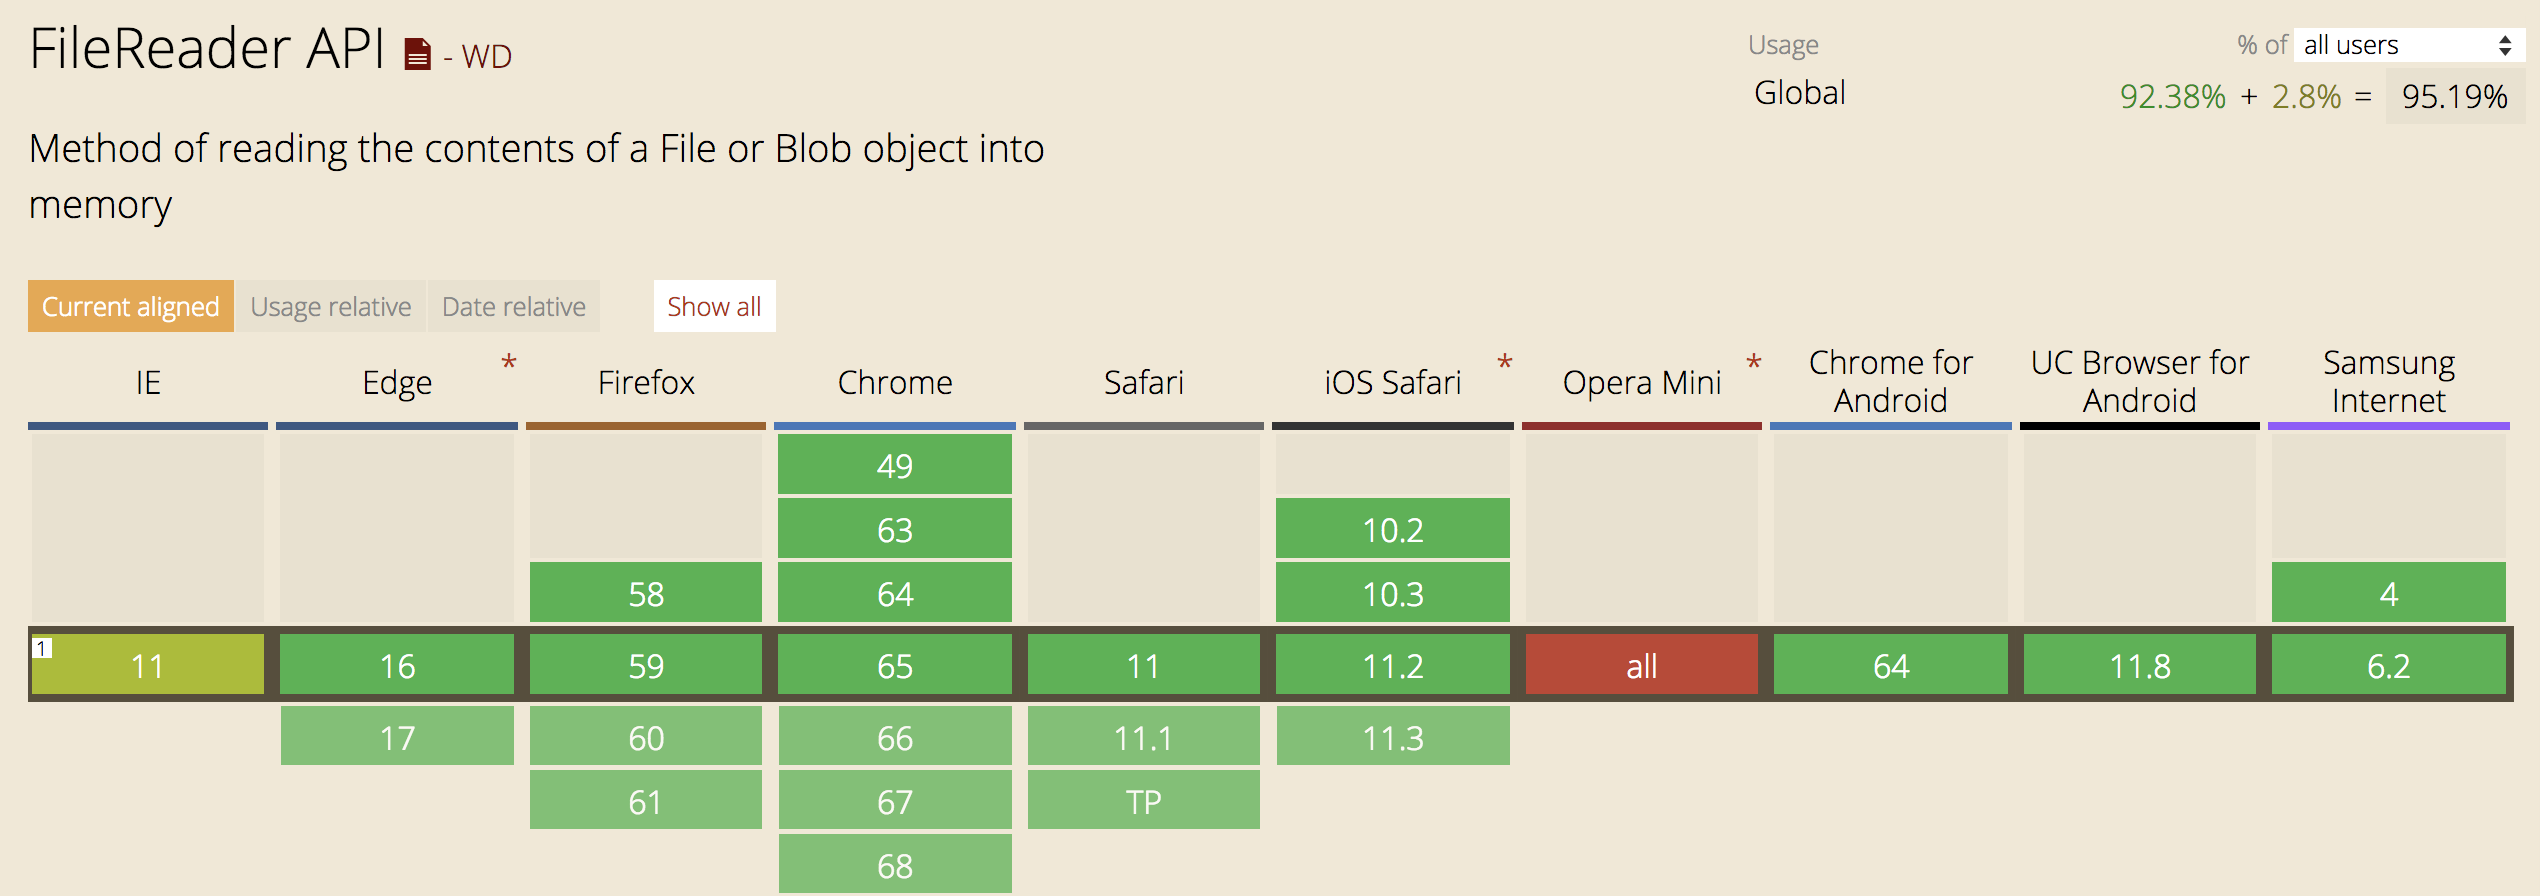 FileReader API - WD
Usage % of all users
Global 92.38% + 2.8% = 95.19%
Method of reading the contents of a File or Blob object into
memory
Current aligned Usage relative Date relative Show all
IE Edge * Firefox Chrome Safari iOS Safari * Opera Mini * Chrome for Android UC Browser for Android Samsung Internet
49
63 10.2
58 64 10.3 4
1 11 16 59 65 11 11.2 all 64 11.8 6.2
17 60 66 11.1 11.3
61 67 TP
68